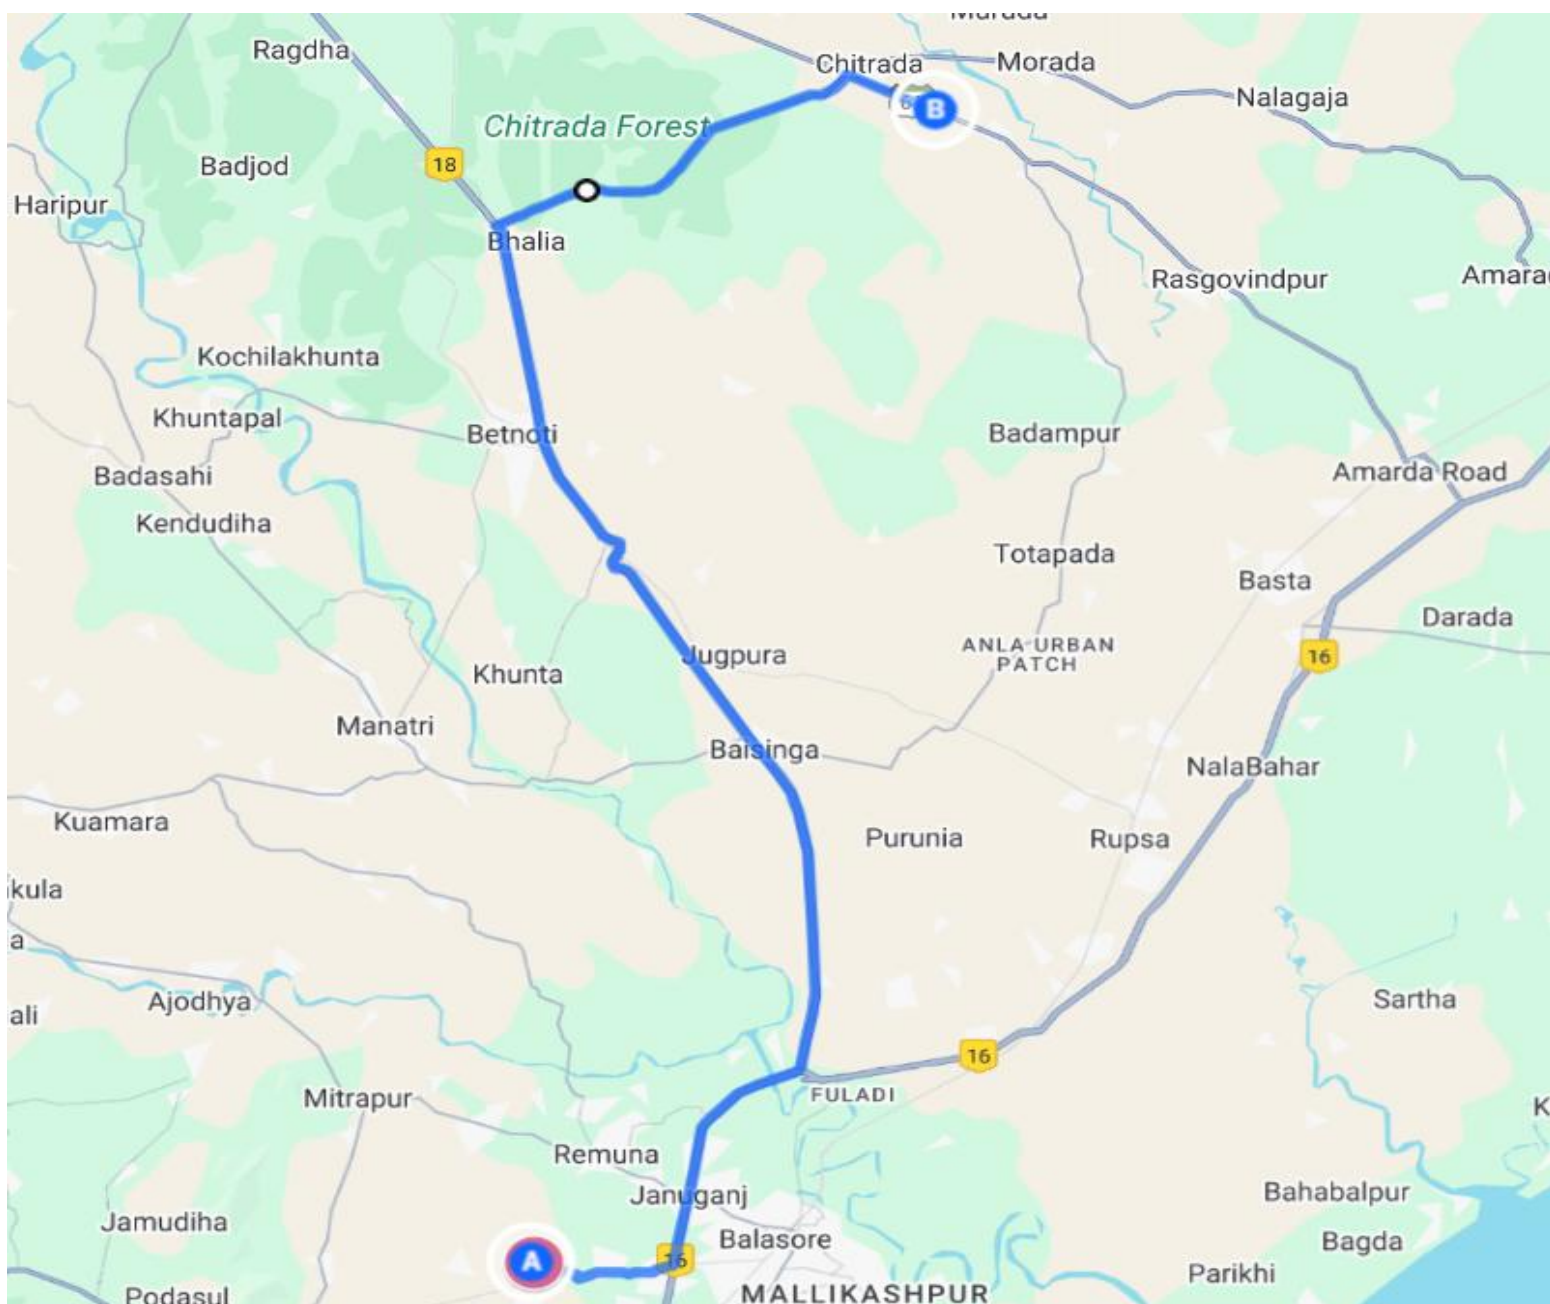 Ragdha
Chitrada
Morada
Nalagaja
Chitrada Forest
6
B
18
Badjod
Haripur
Bhalia
Rasgovindpur
Kochilakhunta
Khuntapal
Betnoti
Badampur
Badasahi
Amarda Road
Kendudiha
Totapada
Basta
Darada
ANLA URBAN
PATCH
16
Jugpura
Khunta
Manatri
Baisinga
NalaBahar
Kuamara
Purunia
Rupsa
Ajodhya
Sartha
16
FULADI
Mitrapur
Remuna
Januganj
Bahabalpur
Jamudiha
Balasore
Bagda
A
16
Parikhi
MALLIKASHPUR
Podasul